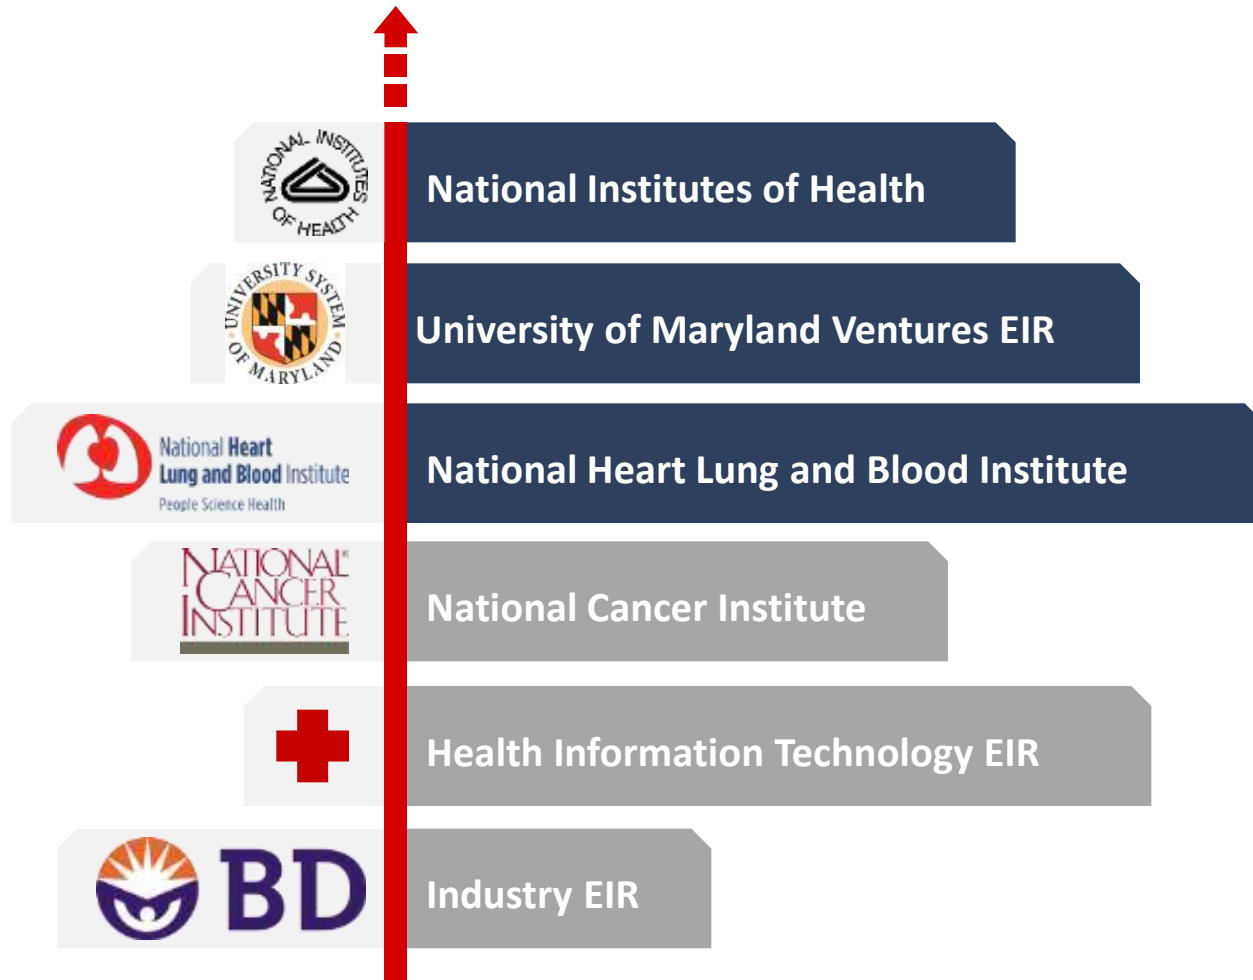 NATIONAL INSTITUTES OF HEALTH
National Institutes of Health
UNIVERSITY SYSTEM OF MARYLAND
University of Maryland Ventures EIR
National Heart
Lung and Blood Institute
People Science Health
National Heart Lung and Blood Institute
NATIONAL®
CANCER
INSTITUTE
National Cancer Institute
Health Information Technology EIR
BD
Industry EIR